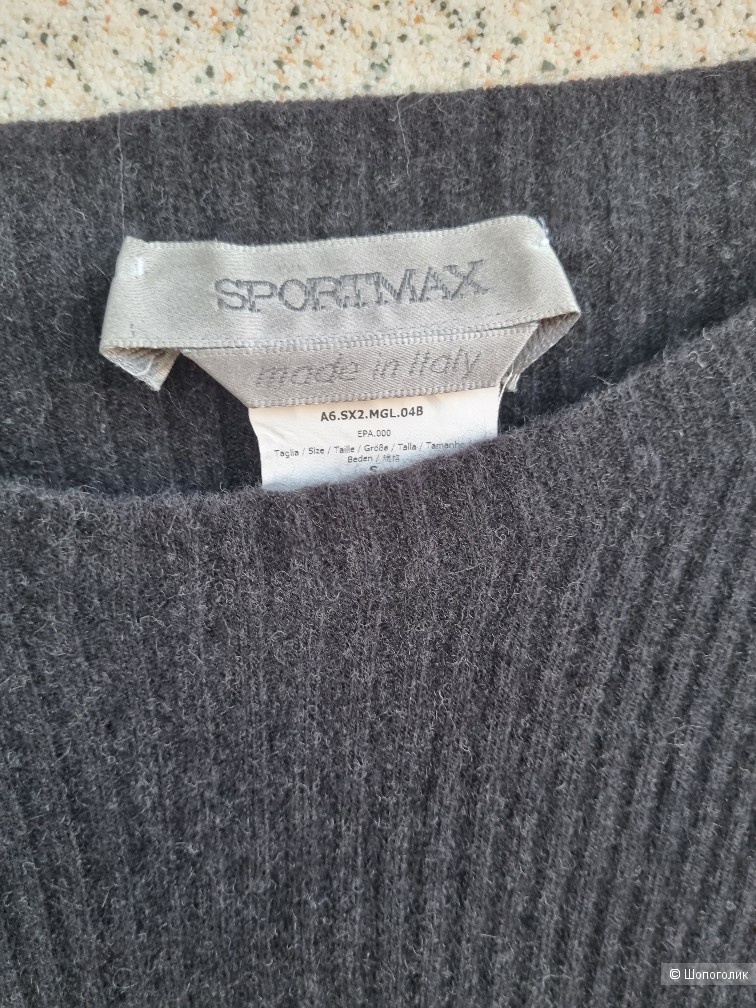 SPORTMAX
made in Italy
A6.SX2.MGL.04B
EPA.000
Taglia / Size / Taille / Größe / Talla / Tamanho
Beden /
S
© Шопоголик